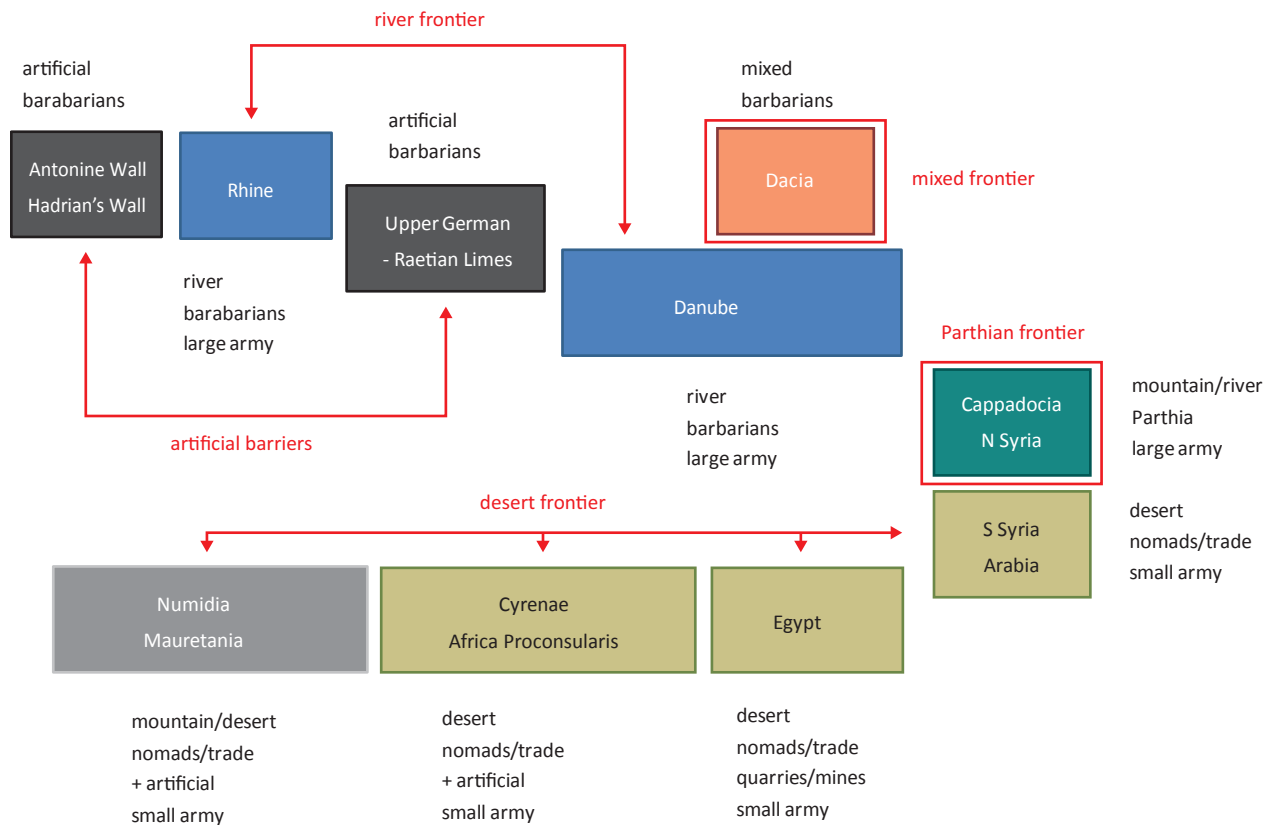 river frontier
artificial
barabarians
Antonine Wall
Hadrian's Wall
Rhine
river
barabarians
large army
artificial
barbarians
Upper German
- Raetian Limes
artificial barriers
mixed
barbarians
Dacia
mixed frontier
Danube
river
barbarians
large army
Parthian frontier
Cappadocia
N Syria
mountain/river
Parthia
large army
S Syria
Arabia
desert
nomads/trade
small army
desert frontier
Numidia
Mauretania
mountain/desert
nomads/trade
+ artificial
small army
Cyrenae
Africa Proconsularis
desert
nomads/trade
+ artificial
small army
Egypt
desert
nomads/trade
quarries/mines
small army